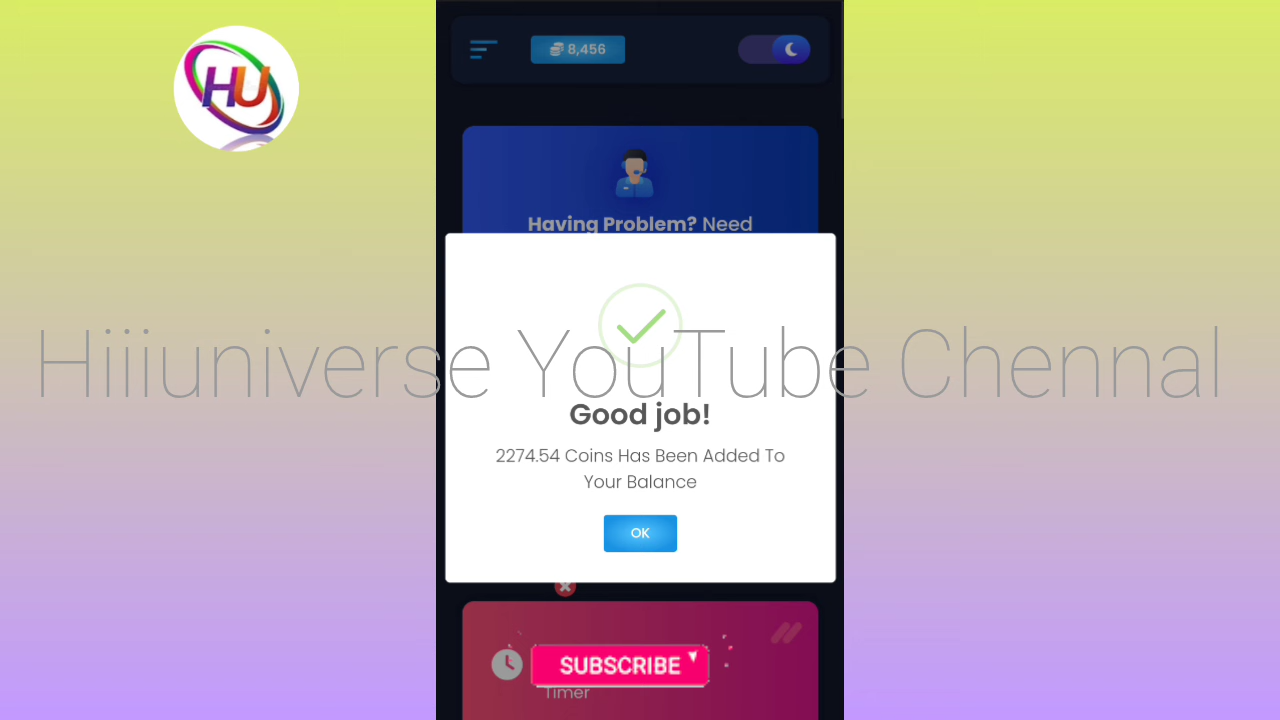 HU
8,456
Having Problem? Need
Hiiiuniverse YouTube Chennal
Good job!
2274.54 Coins Has Been Added To
Your Balance
OK
SUBSCRIBE
Timer